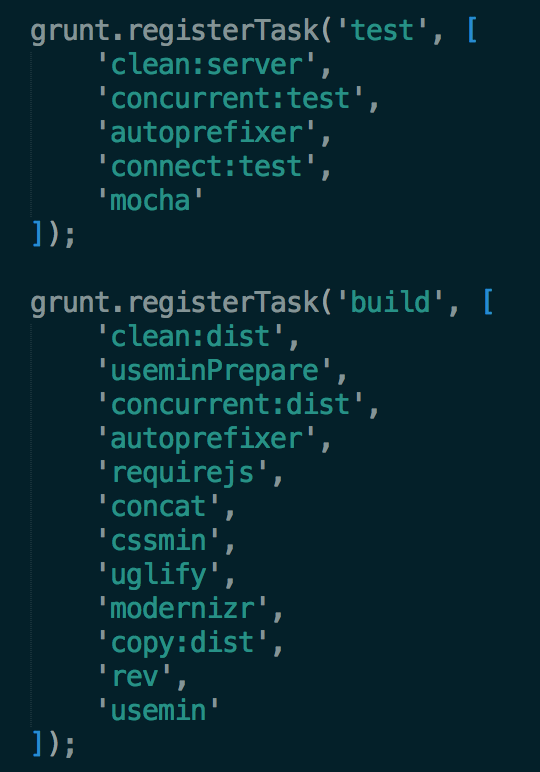 grunt.registerTask('test', [
    'clean:server',
    'concurrent:test',
    'autoprefixer',
    'connect:test',
    'mocha'
]);
grunt.registerTask('build', [
    'clean:dist',
    'useminPrepare',
    'concurrent:dist',
    'autoprefixer',
    'requirejs',
    'concat',
    'cssmin',
    'uglify',
    'modernizr',
    'copy:dist',
    'rev',
    'usemin'
]);